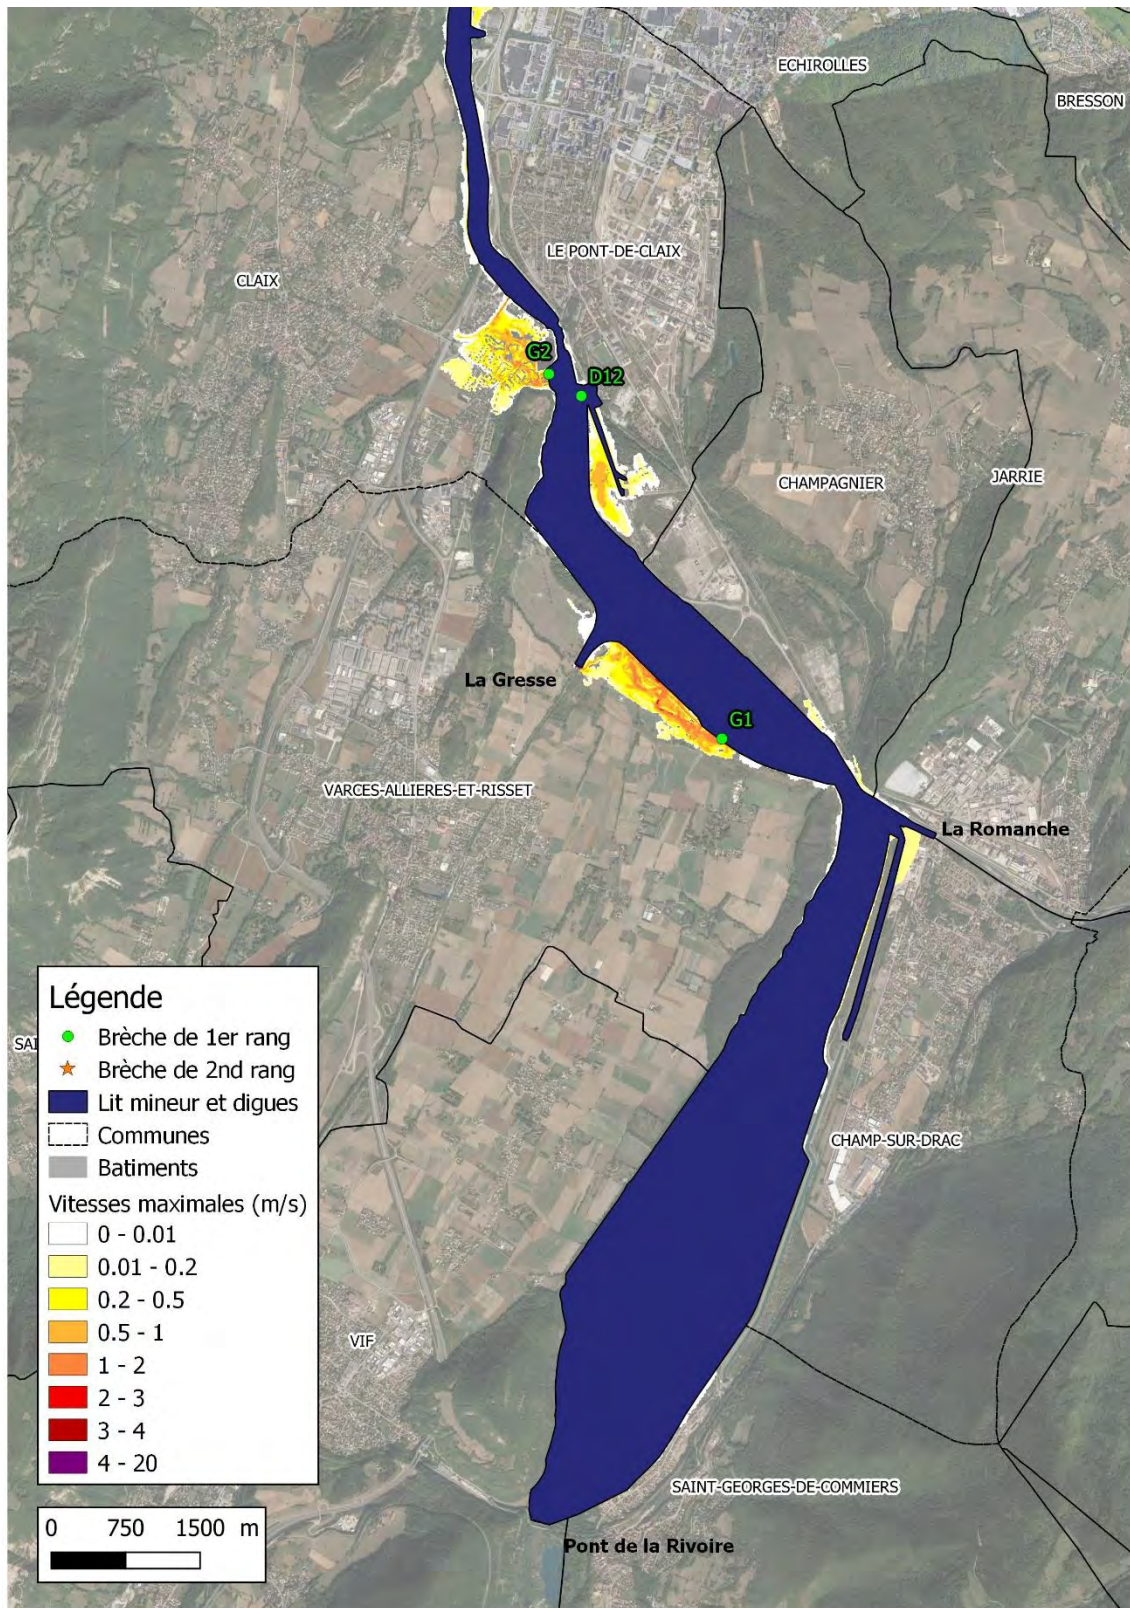 ECHIROLLES
BRESSON
LE PONT-DE-CLAIX
CLAIX
G2
D12
CHAMPAGNIER
JARRIE
La Gresse
G1
VARCES-ALLIERES-ET-RISSET
La Romanche
Légende
Brèche de 1er rang
SAI
Brèche de 2nd rang
Lit mineur et digues
Communes
CHAMP-SUR-DRAC
Batiments
Vitesses maximales (m/s)
0 - 0.01
0.01 - 0.2
0.2 - 0.5
0.5 - 1
VIF
1 - 2
2 - 3
3 - 4
4 - 20
SAINT-GEORGES-DE-COMMIERS
0 750 1500 m
Pont de la Rivoire